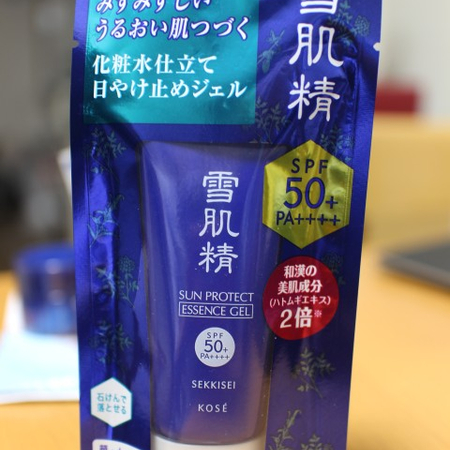 みずみずしい
うるおい肌つづく
化粧水仕立て
日やけ止めジェル
雪肌精
SPF
50+
PA++++
和漢の
美肌成分
(ハトムギエキス)
2倍※
雪肌精
SUN PROTECT
ESSENCE GEL
SPF
50+
PA++++
SEKKISEI
KOSÉ
石けんで
落とせる